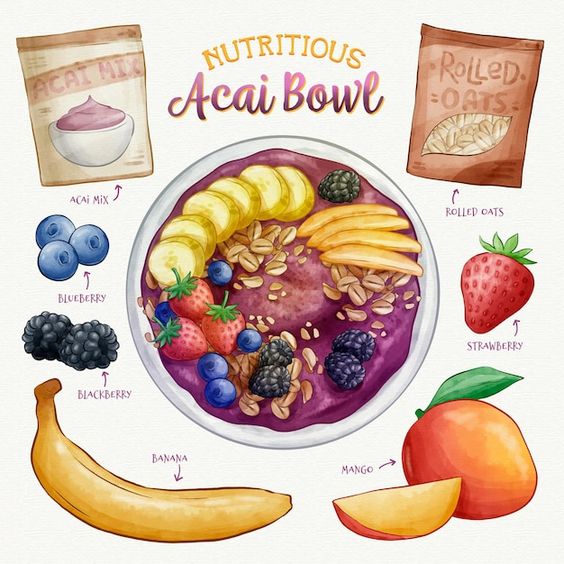 NUTRITIOUS
Acai Bowl
ACAI MIX
ROLLED
OATS
ACAI MIX
ROLLED OATS
BLUEBERRY
STRAWBERRY
BLACKBERRY
BANANA
MANGO